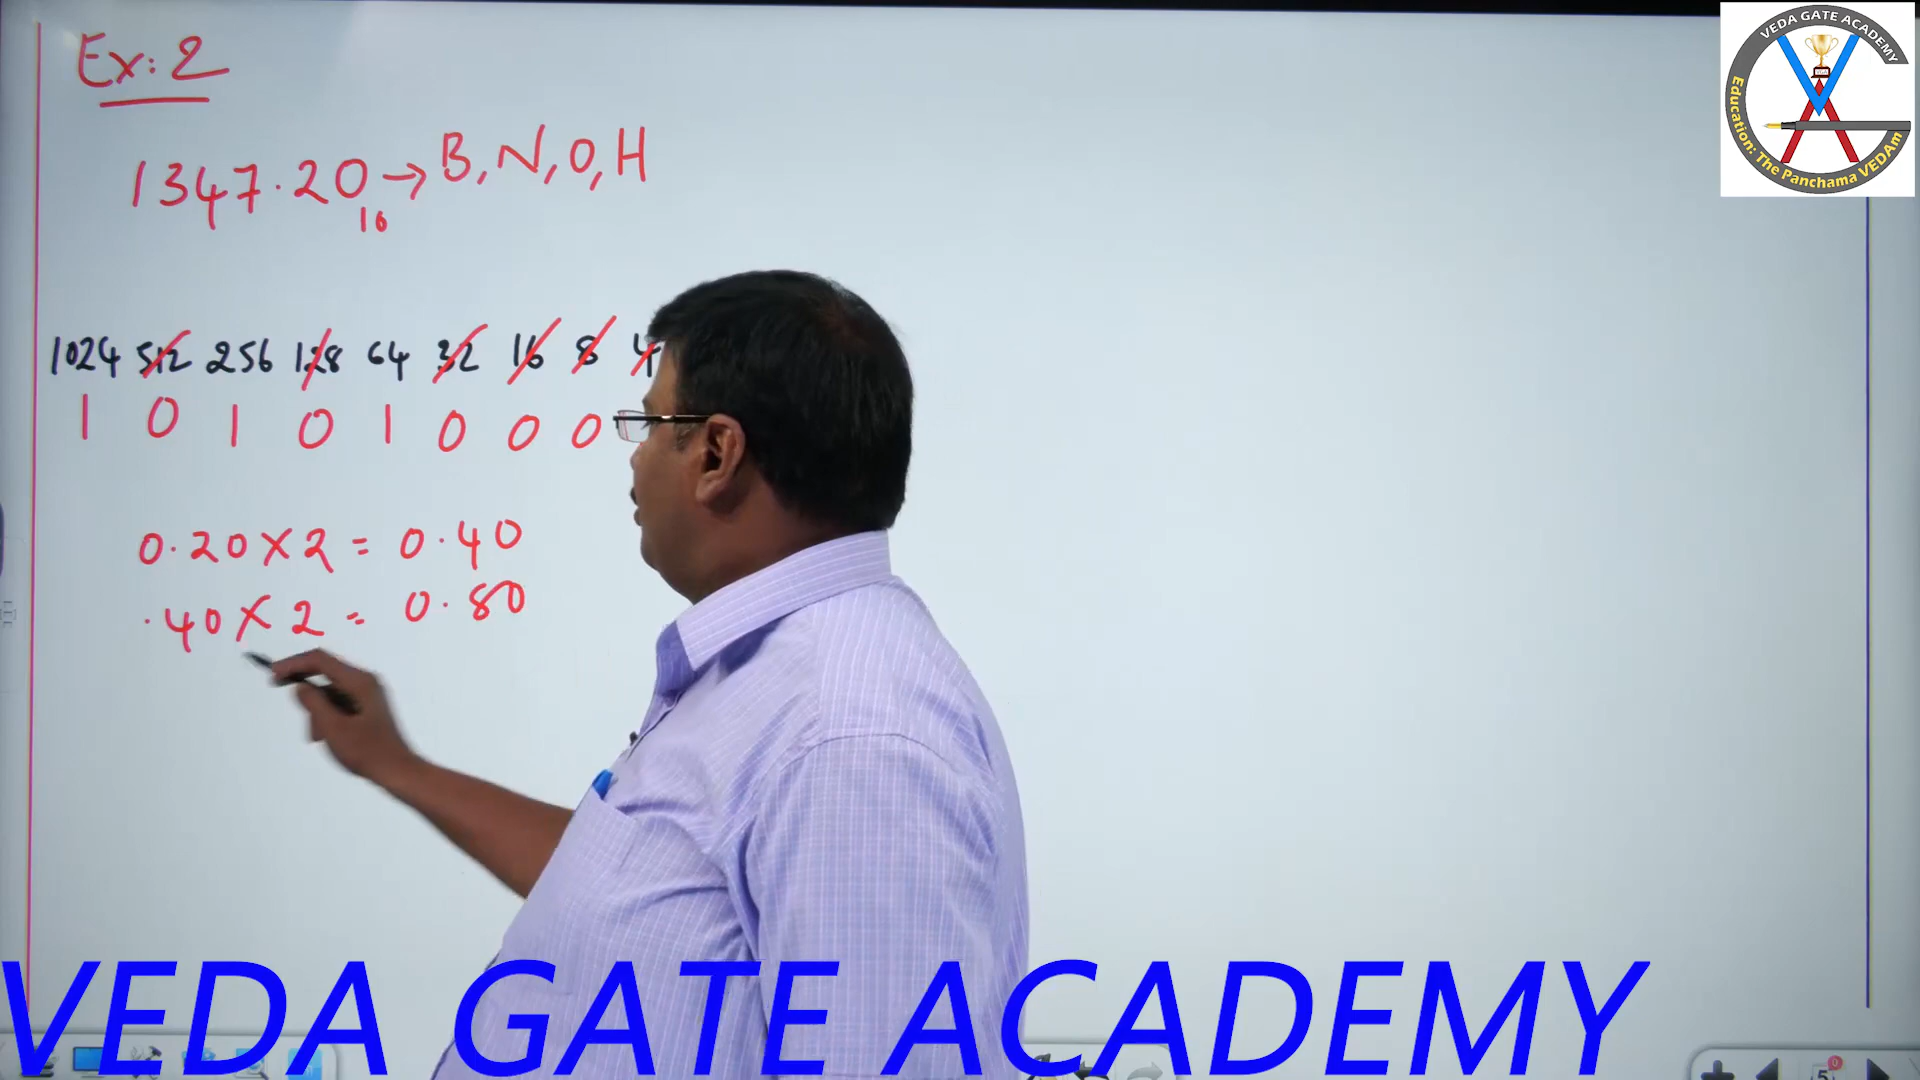 Ex: 2
1347.20 → B, N, O, H
10
1024 512 256 128 64 32 16 8 4
1 0 1 0 1 0 0 0
0.20 × 2 = 0.40
.40 × 2 = 0.80
VEDA GATE ACADEMY
Education: The Panchama VEDAm
VEDA GATE ACADEMY